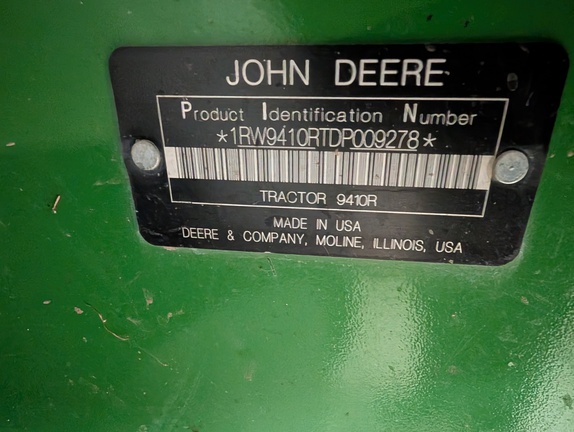 JOHN DEERE
Product Identification Number
*1RW9410RTDP009278*
TRACTOR 9410R
MADE IN USA
DEERE & COMPANY, MOLINE, ILLINOIS, USA